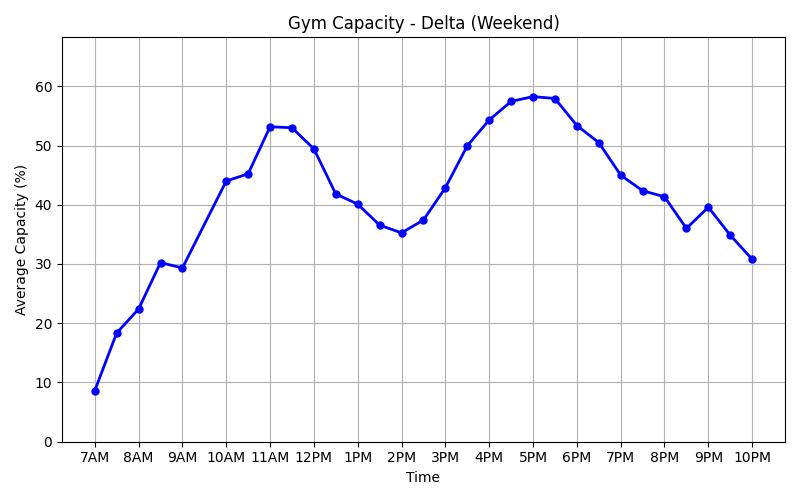 Gym Capacity - Delta (Weekend)
Average Capacity (%)
60
50
40
30
20
10
0
7AM 8AM 9AM 10AM 11AM 12PM 1PM 2PM 3PM 4PM 5PM 6PM 7PM 8PM 9PM 10PM
Time